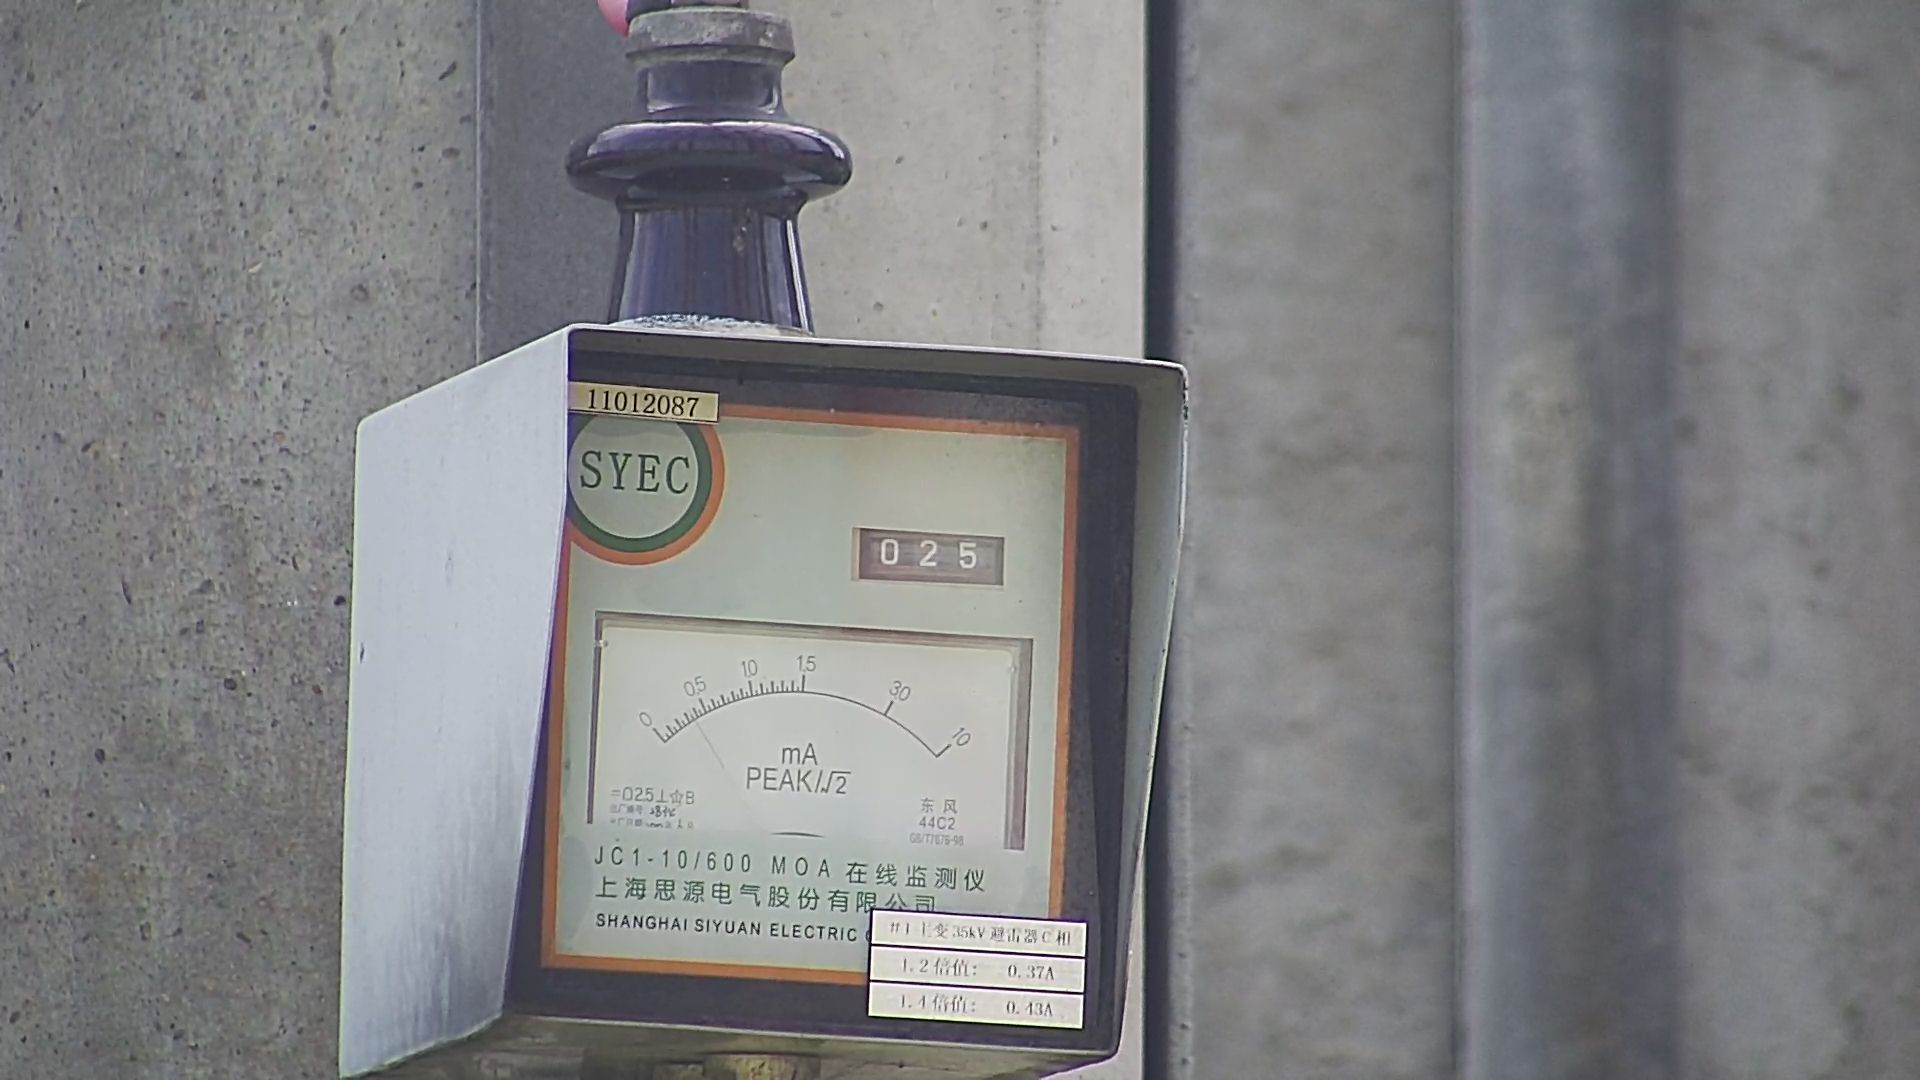 11012087
SYEC
025
0 0.5 1.0 1.5 3.0 10
mA
PEAK/√2
B
东风
44C2
GB/T7676-98
JC1-10/600 MOA 在线监测仪
上海思源电气股份有限公司
SHANGHAI SIYUAN ELECTRIC
#1主变35kV避雷器C相
1.2倍值: 0.37A
1.4倍值: 0.43A